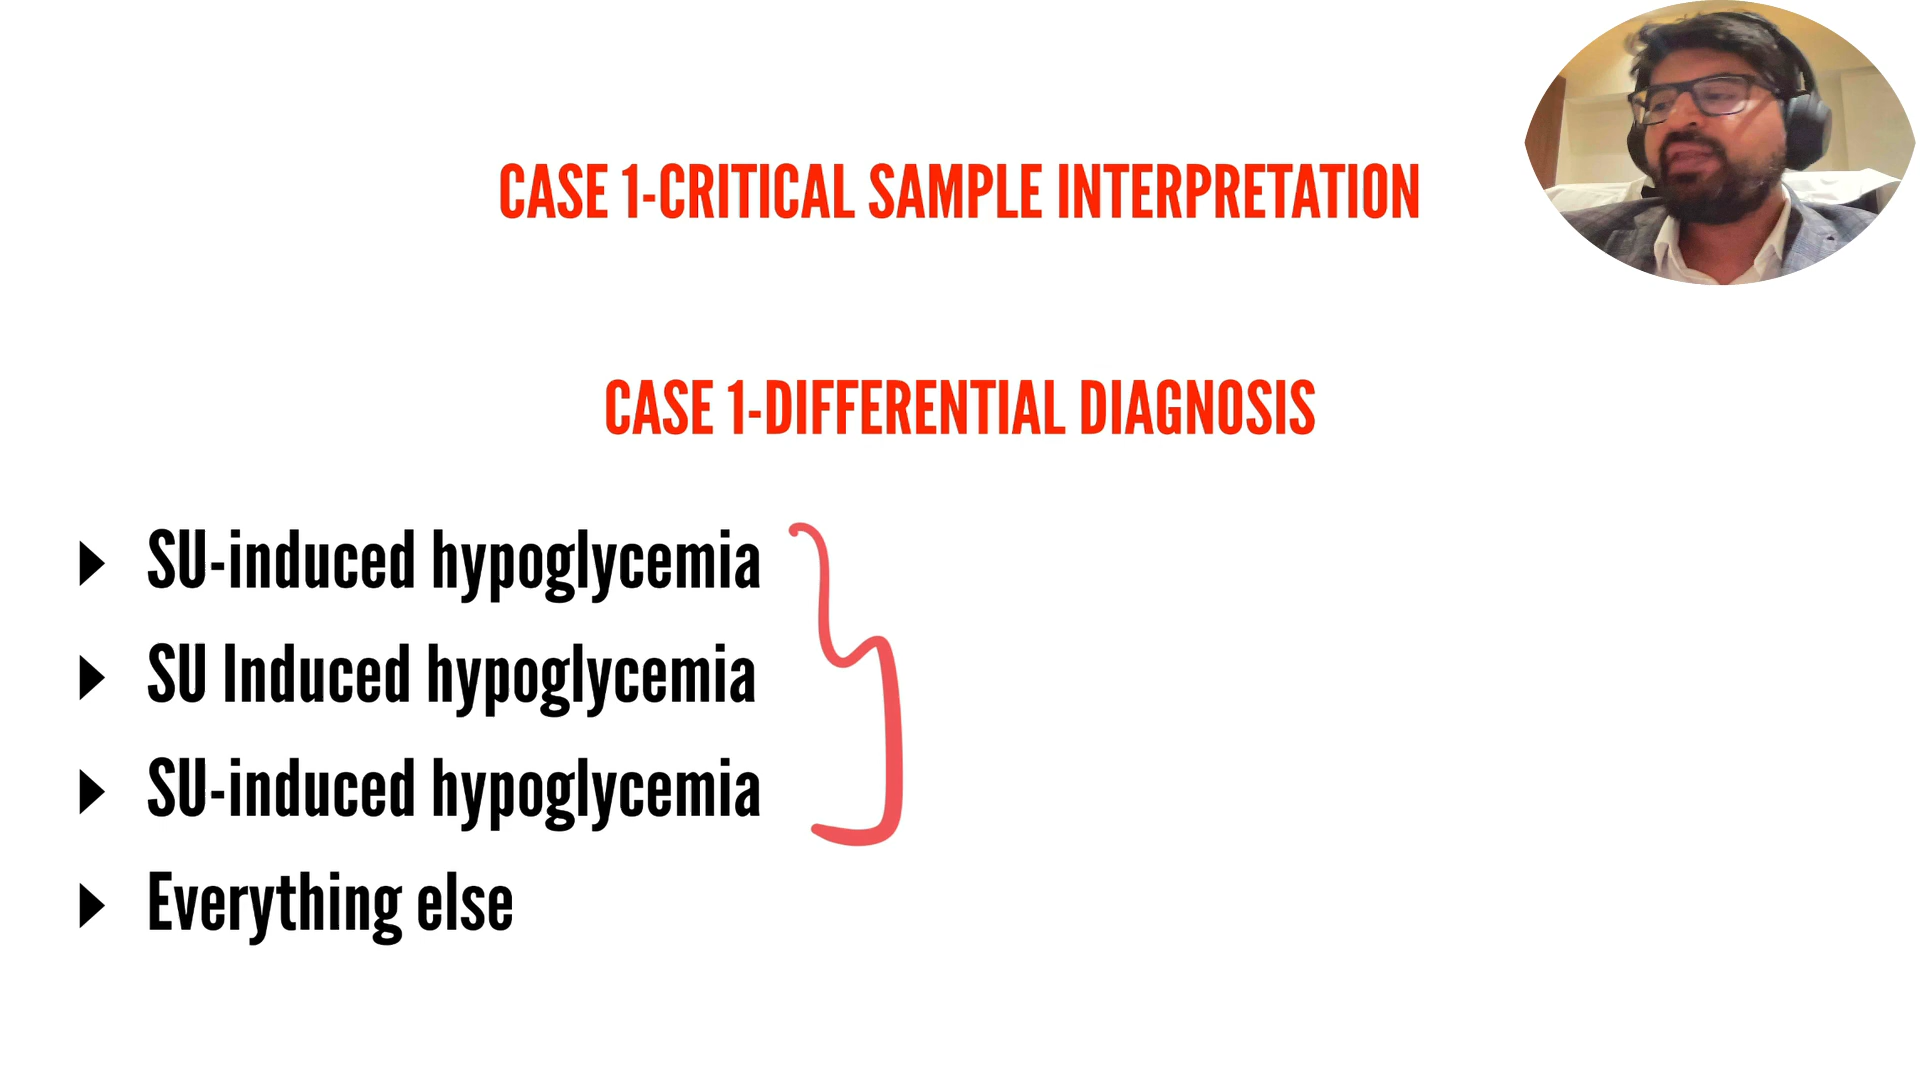 CASE 1-CRITICAL SAMPLE INTERPRETATION
CASE 1-DIFFERENTIAL DIAGNOSIS
SU-induced hypoglycemia
SU Induced hypoglycemia
SU-induced hypoglycemia
Everything else